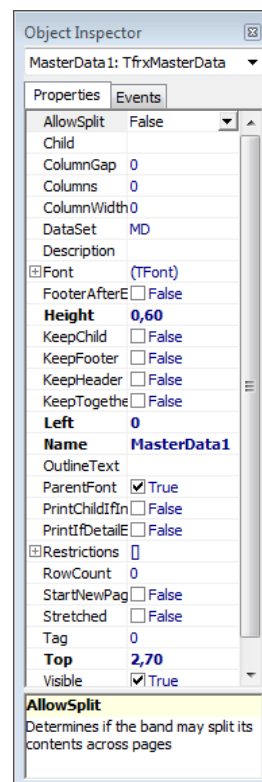 Object Inspector
MasterData1: TfrxMasterData
Properties Events
AllowSplit False
Child
ColumnGap 0
Columns 0
ColumnWidth 0
DataSet MD
Description
Font (TFont)
FooterAfterE False
Height 0,60
KeepChild False
KeepFooter False
KeepHeader False
KeepTogethe False
Left 0
Name MasterData1
OutlineText
ParentFont True
PrintChildIfIn False
PrintIfDetailE False
Restrictions []
RowCount 0
StartNewPag False
Stretched False
Tag 0
Top 2,70
Visible True
AllowSplit
Determines if the band may split its
contents across pages